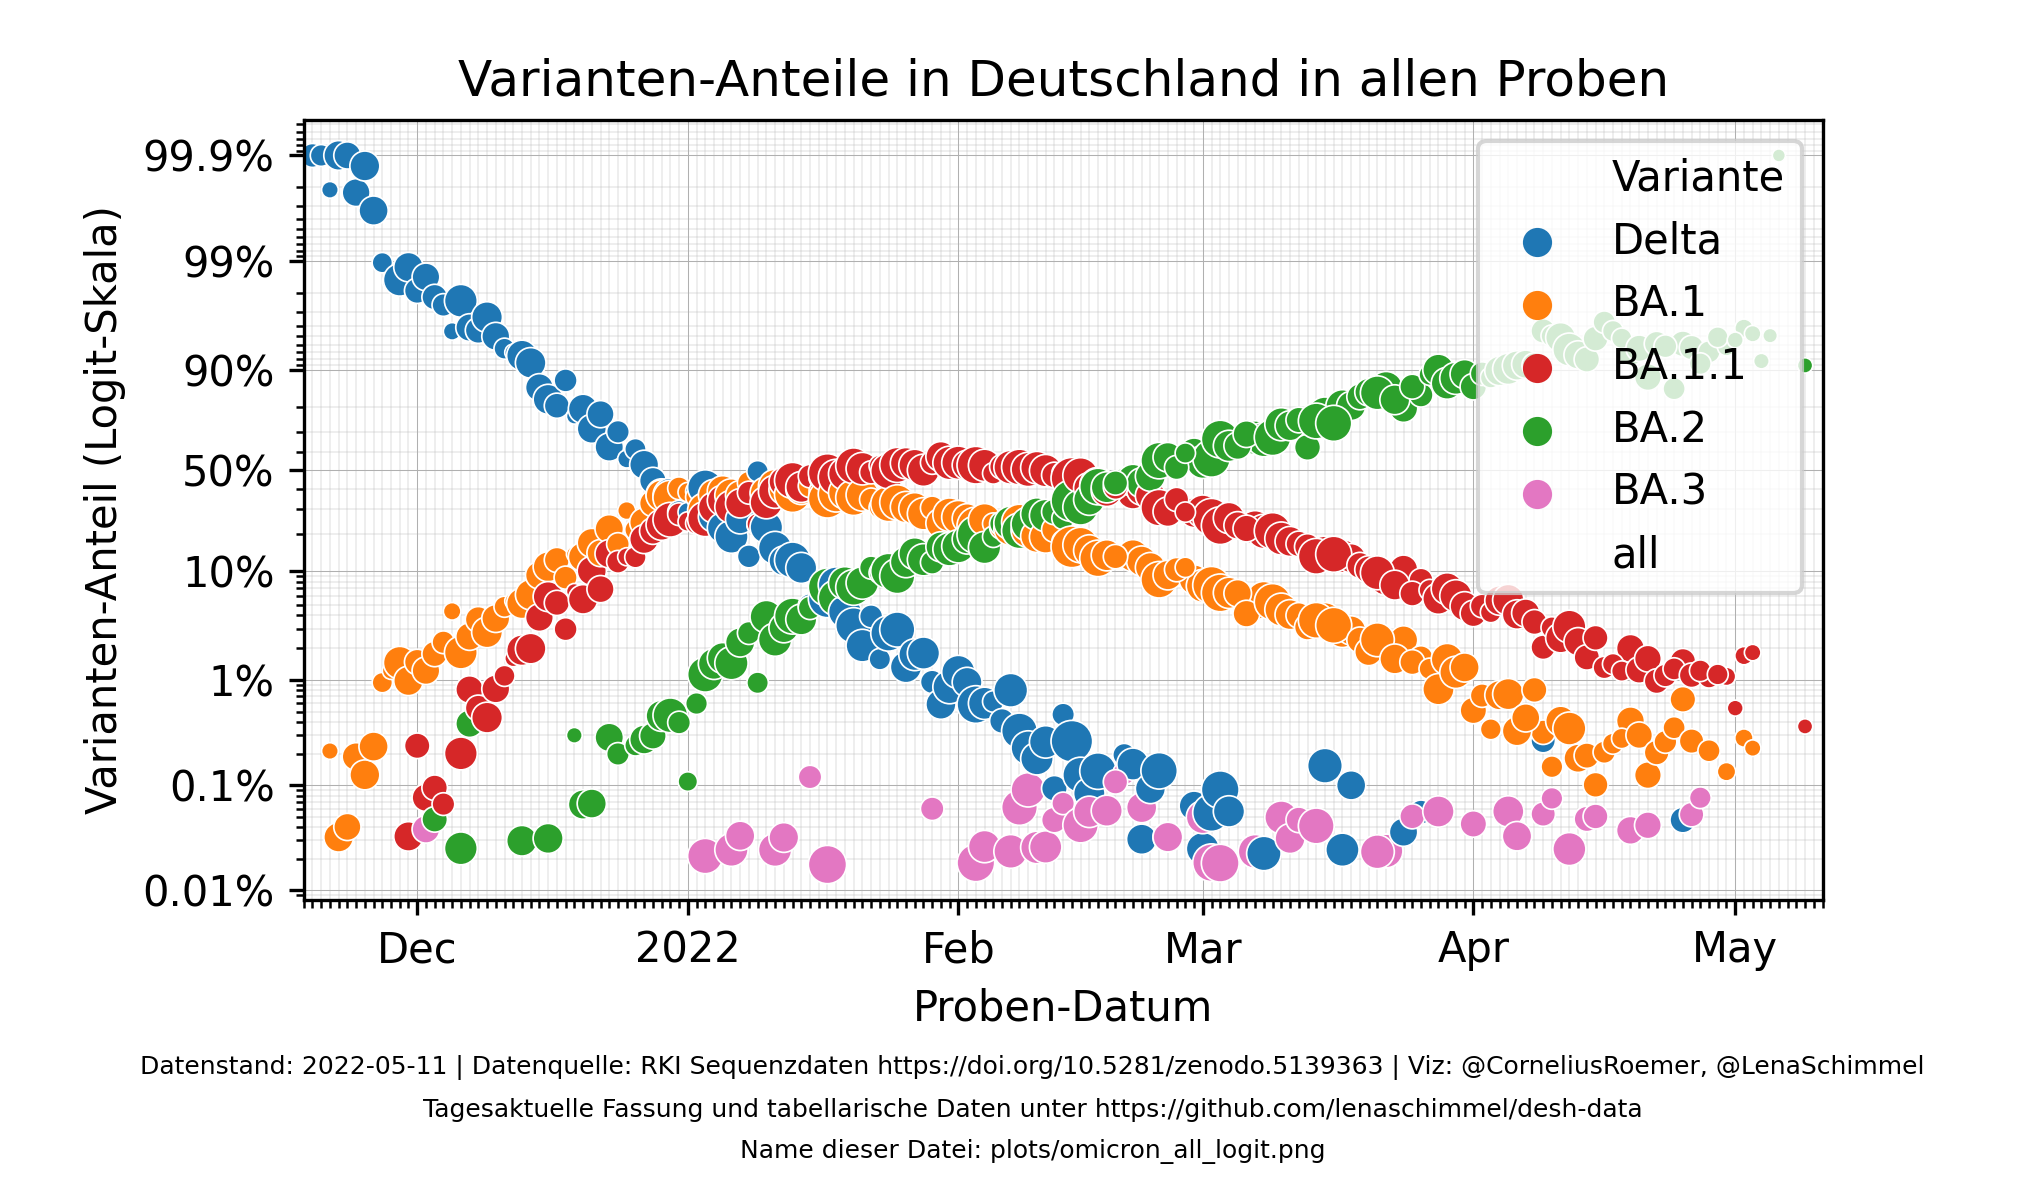 Varianten-Anteile in Deutschland in allen Proben
Varianten-Anteil (Logit-Skala)
99.9%
99%
90%
50%
10%
1%
0.1%
0.01%
Variante
Delta
BA.1
BA.1.1
BA.2
BA.3
all
Dec 2022 Feb Mar Apr May
Proben-Datum
Datenstand: 2022-05-11 | Datenquelle: RKI Sequenzdaten https://doi.org/10.5281/zenodo.5139363 | Viz: @CorneliusRoemer, @LenaSchimmel
Tagesaktuelle Fassung und tabellarische Daten unter https://github.com/lenaschimmel/desh-data
Name dieser Datei: plots/omicron_all_logit.png